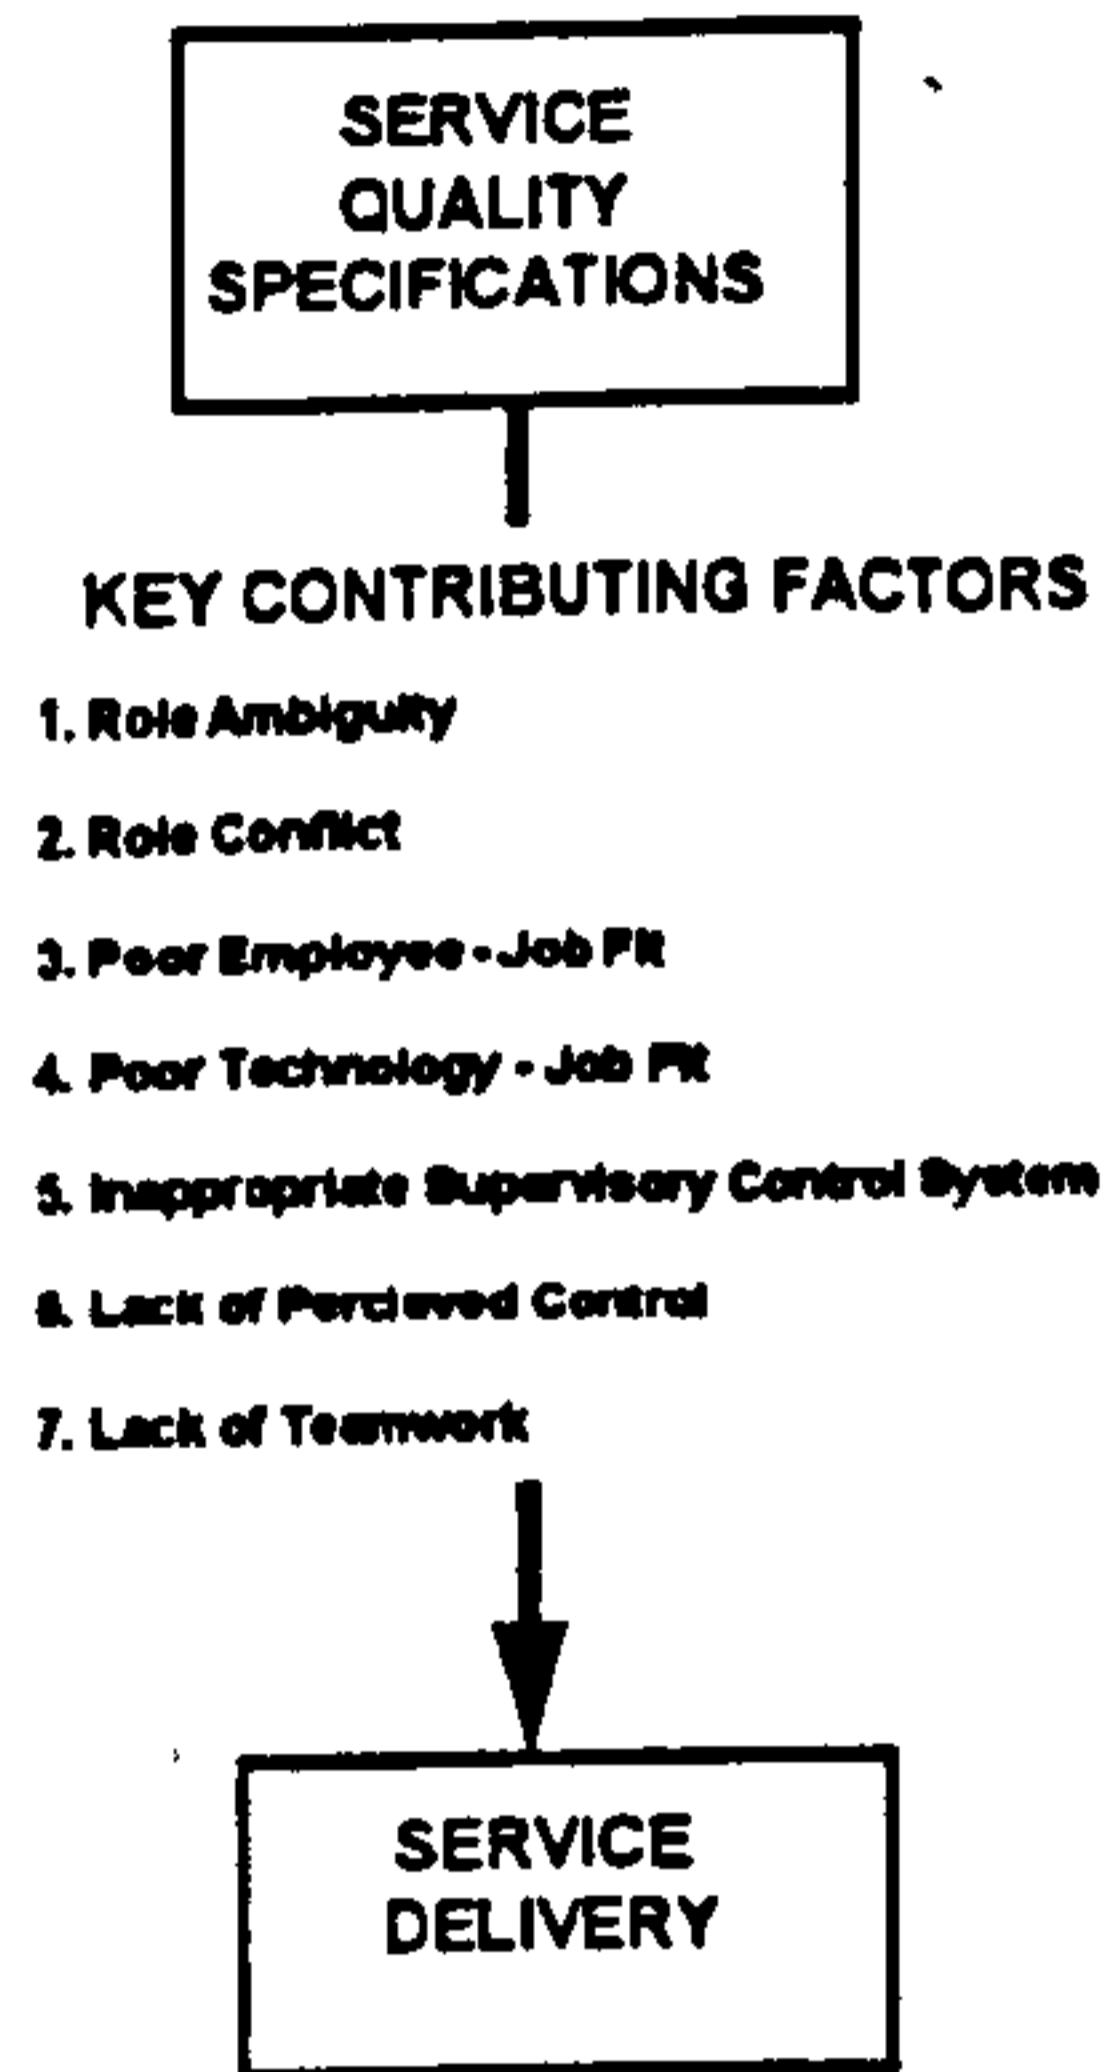 SERVICE
QUALITY
SPECIFICATIONS
KEY CONTRIBUTING FACTORS
1. Role Ambiguity
2. Role Conflict
3. Poor Employee - Job Fit
4. Poor Technology - Job Fit
5. Inappropriate Supervisory Control System
6. Lack of Percieved Control
7. Lack of Teamwork
SERVICE
DELIVERY